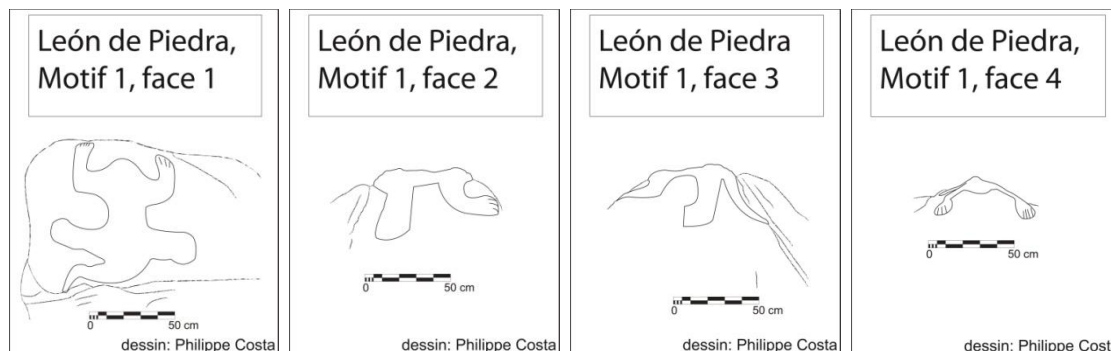 León de Piedra,
Motif 1, face 1
0
50 cm
dessin: Philippe Costa
León de Piedra,
Motif 1, face 2
0
50 cm
dessin: Philippe Costa
León de Piedra
Motif 1, face 3
0
50 cm
dessin: Philippe Costa
León de Piedra,
Motif 1, face 4
0
50 cm
dessin: Philippe Costa